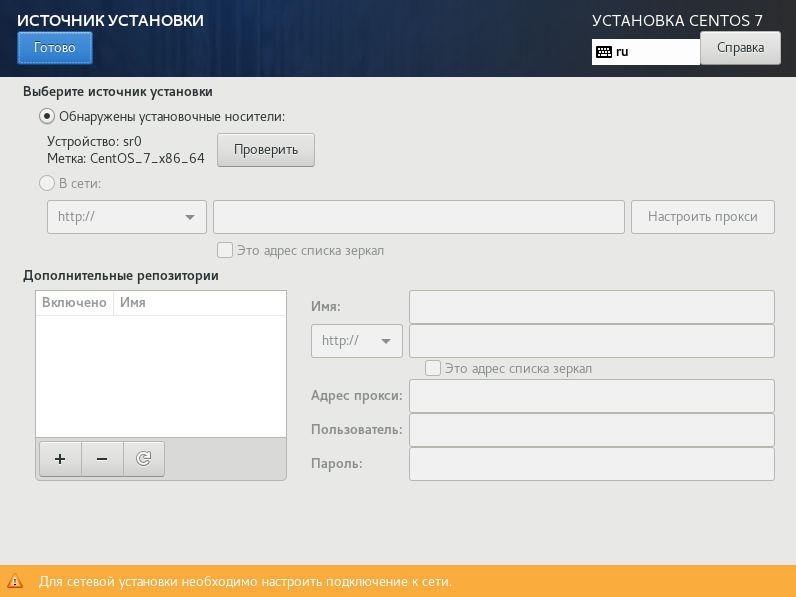 ИСТОЧНИК УСТАНОВКИ
УСТАНОВКА CENTOS 7
Готово
ru
Справка
Выберите источник установки
Обнаружены установочные носители:
Устройство: sr0
Метка: CentOS_7_x86_64
Проверить
В сети:
http://
Настроить прокси
Это адрес списка зеркал
Дополнительные репозитории
Включено Имя
Имя:
http://
Это адрес списка зеркал
Адрес прокси:
Пользователь:
Пароль:
Для сетевой установки необходимо настроить подключение к сети.